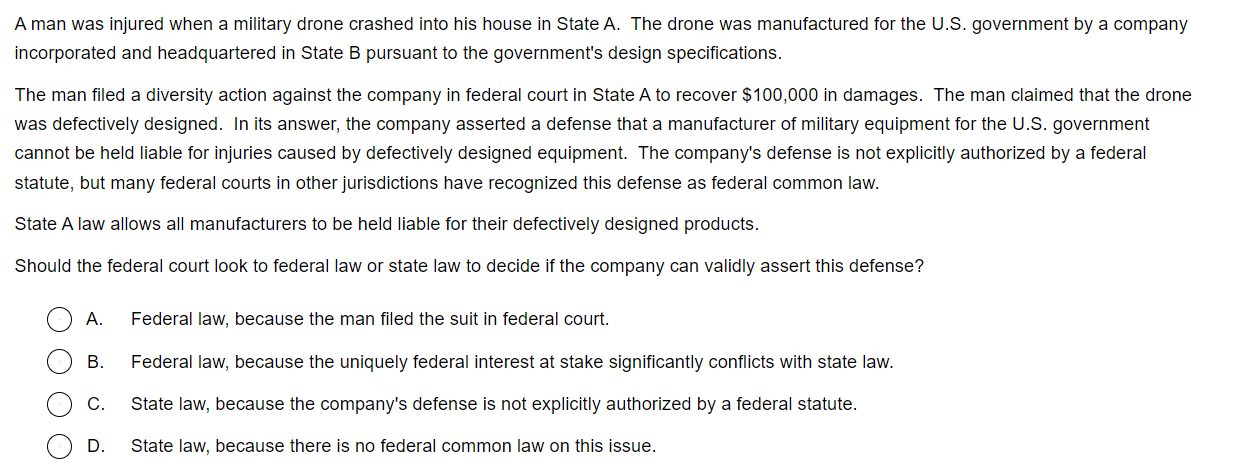 A man was injured when a military drone crashed into his house in State A. The drone was manufactured for the U.S. government by a company
incorporated and headquartered in State B pursuant to the government's design specifications.
The man filed a diversity action against the company in federal court in State A to recover $100,000 in damages. The man claimed that the drone
was defectively designed. In its answer, the company asserted a defense that a manufacturer of military equipment for the U.S. government
cannot be held liable for injuries caused by defectively designed equipment. The company's defense is not explicitly authorized by a federal
statute, but many federal courts in other jurisdictions have recognized this defense as federal common law.
State A law allows all manufacturers to be held liable for their defectively designed products.
Should the federal court look to federal law or state law to decide if the company can validly assert this defense?
A. Federal law, because the man filed the suit in federal court.
B. Federal law, because the uniquely federal interest at stake significantly conflicts with state law.
C. State law, because the company's defense is not explicitly authorized by a federal statute.
D. State law, because there is no federal common law on this issue.